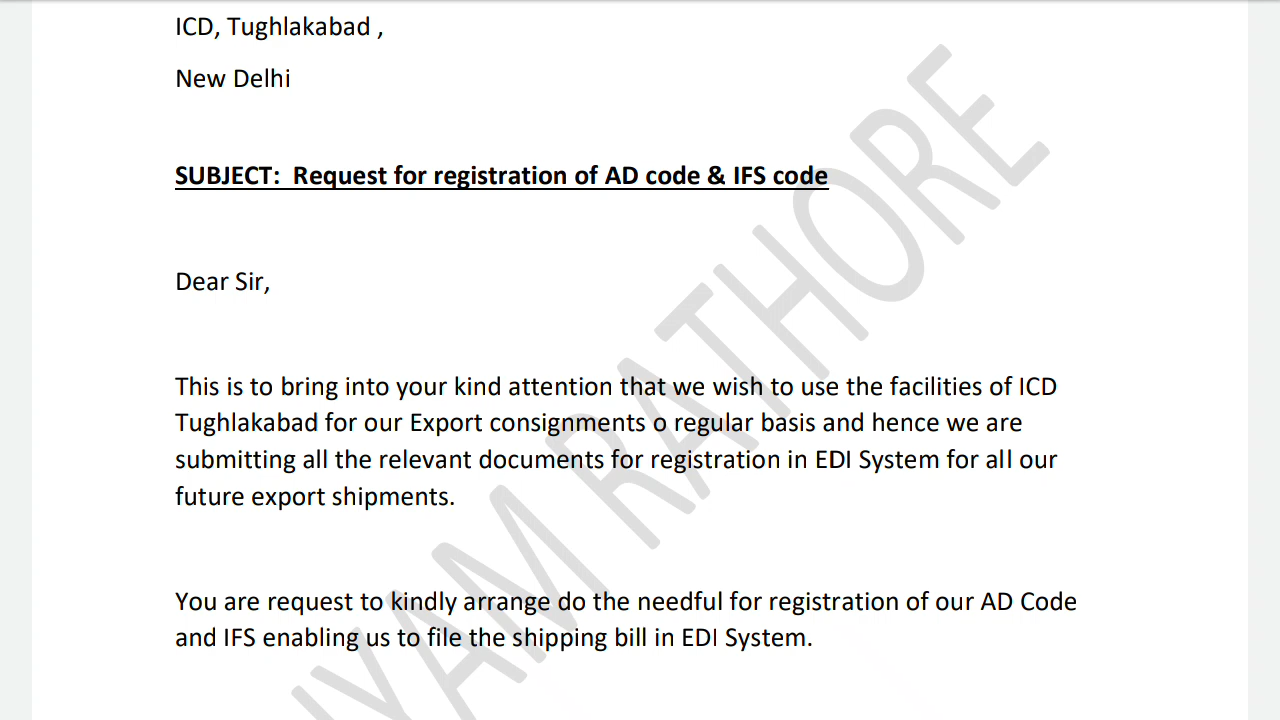 ICD, Tughlakabad ,
New Delhi
SUBJECT:  Request for registration of AD code & IFS code
Dear Sir,
This is to bring into your kind attention that we wish to use the facilities of ICD
Tughlakabad for our Export consignments o regular basis and hence we are
submitting all the relevant documents for registration in EDI System for all our
future export shipments.
You are request to kindly arrange do the needful for registration of our AD Code
and IFS enabling us to file the shipping bill in EDI System.
YAM RATHORE